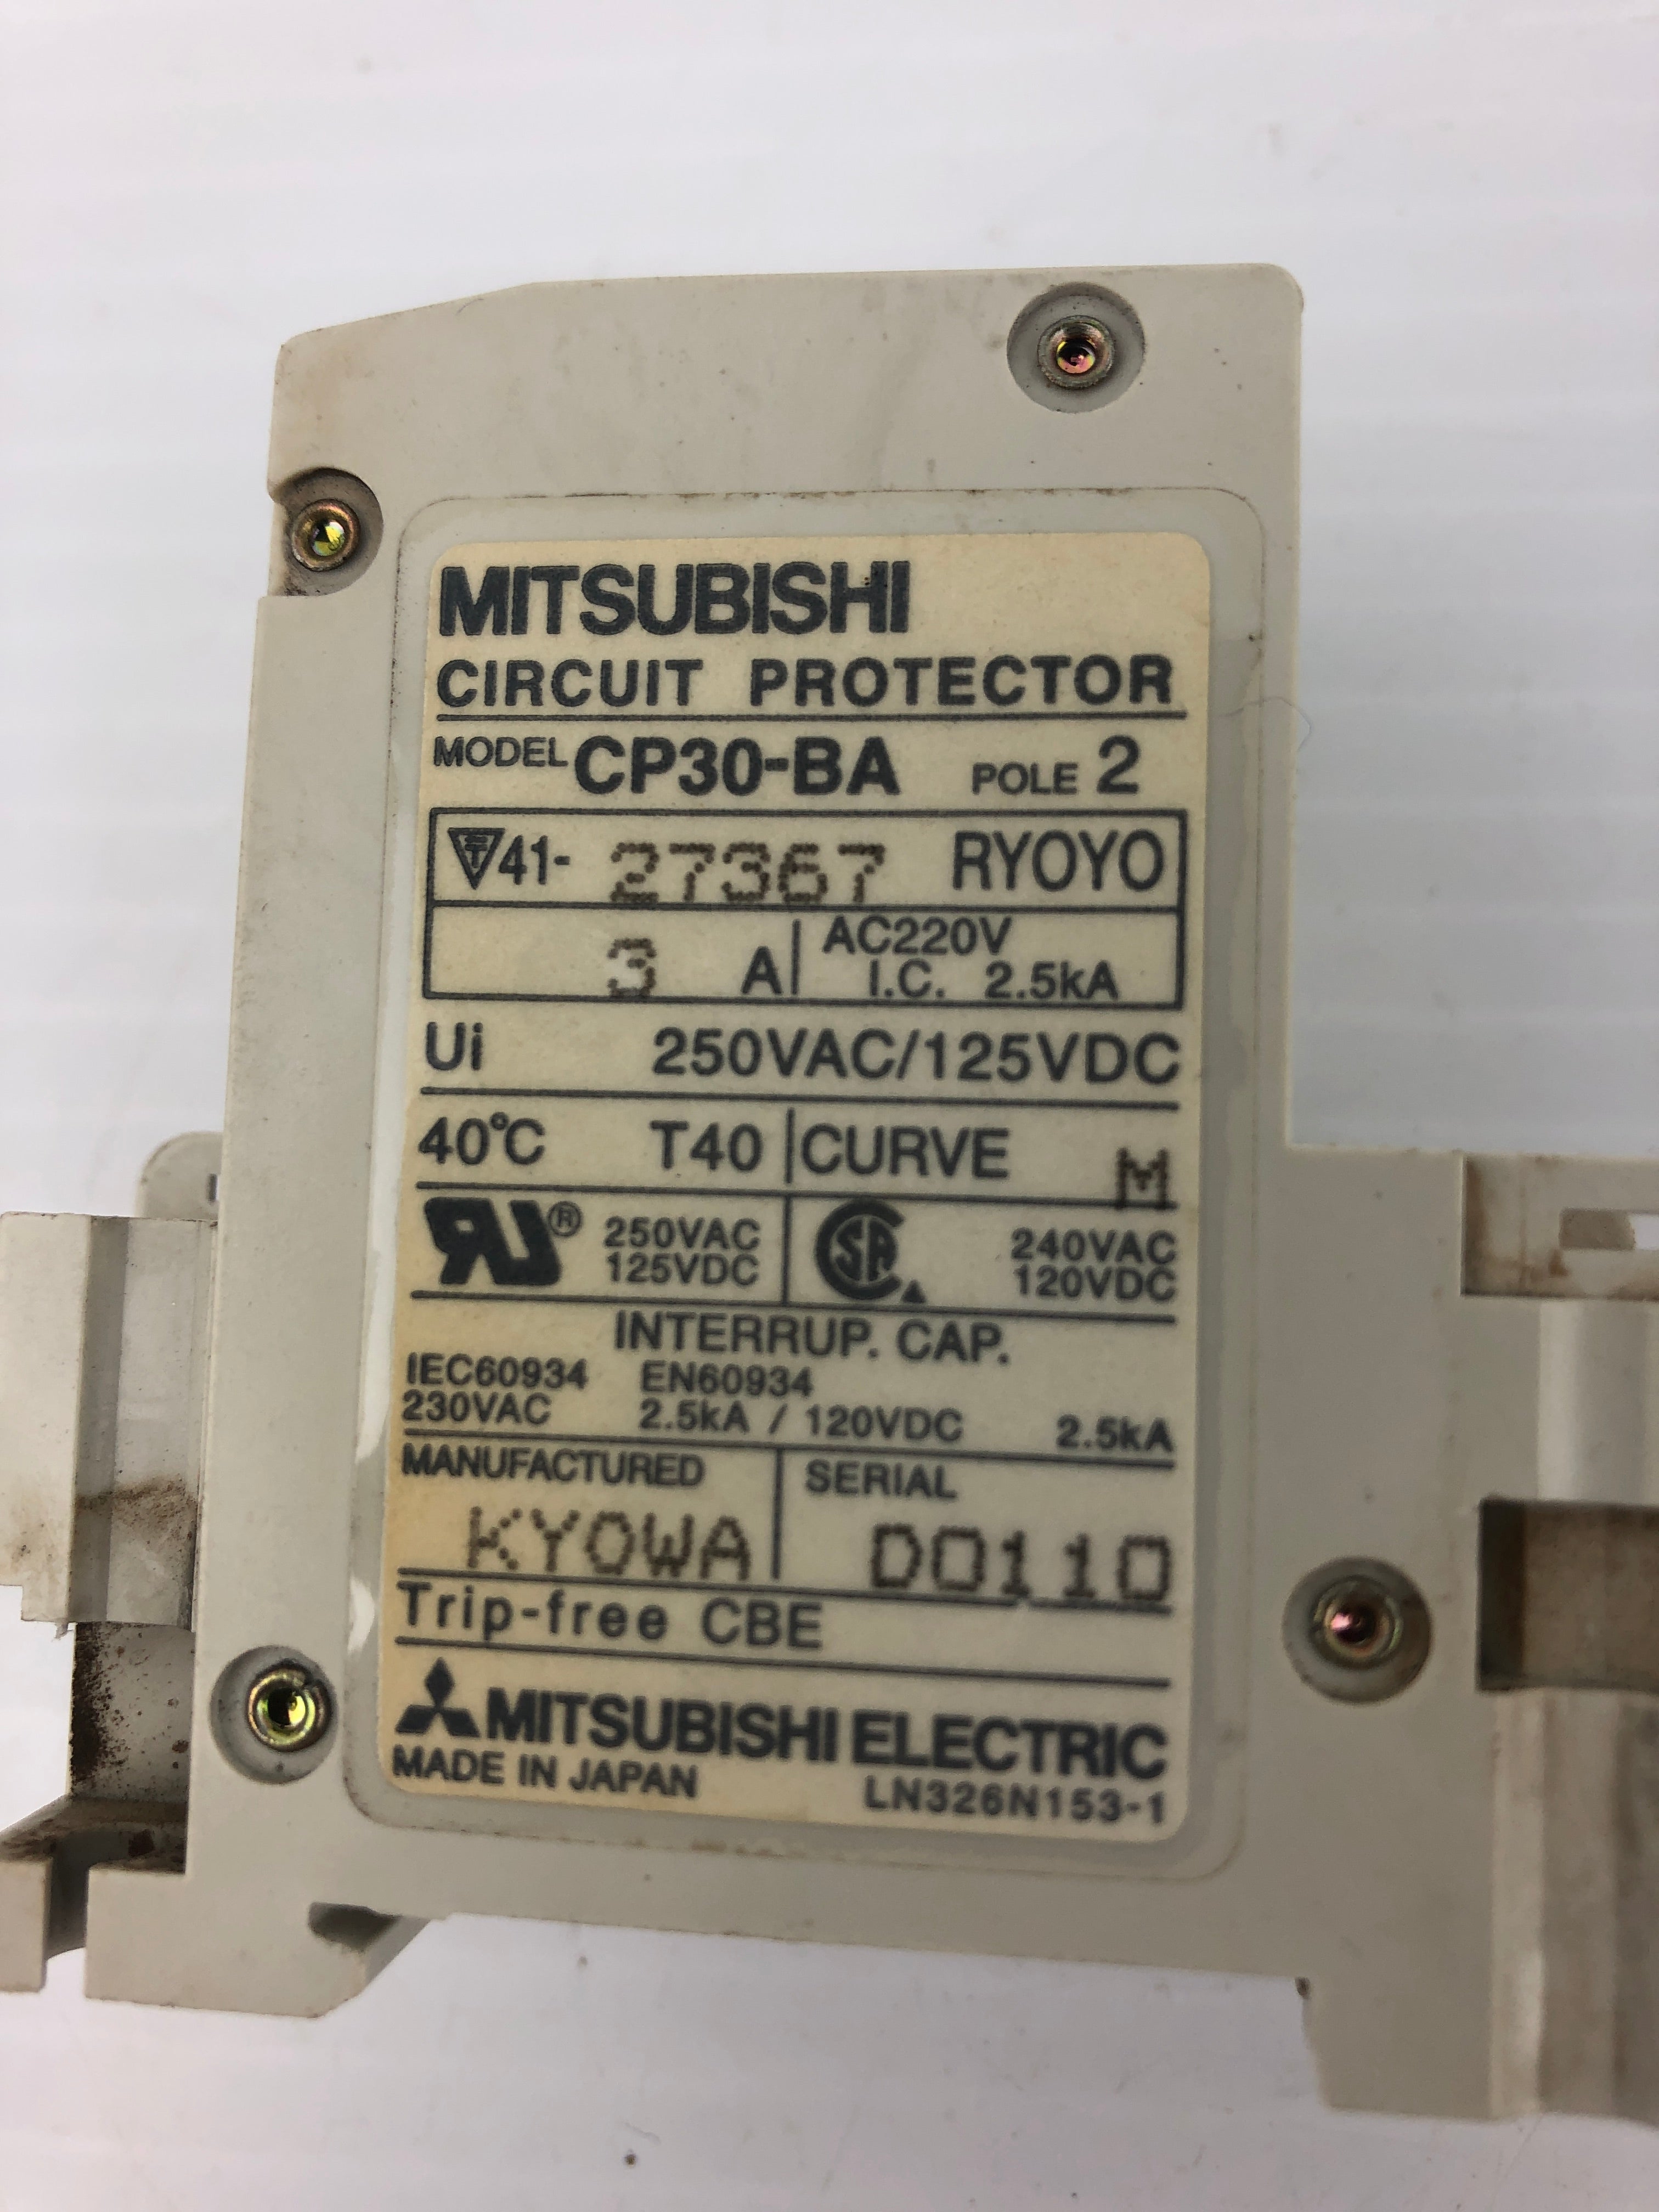 MITSUBISHI
CIRCUIT PROTECTOR
MODEL CP30-BA POLE 2
41- 27367 RYOYO
3 A AC220V
I.C. 2.5kA
Ui 250VAC/125VDC
40℃ T40 CURVE M
RU® 250VAC 125VDC SA 240VAC 120VDC
INTERRUP. CAP.
IEC60934 EN60934
230VAC 2.5kA / 120VDC 2.5kA
MANUFACTURED SERIAL
KYOWA D0110
Trip-free CBE
MITSUBISHI ELECTRIC
MADE IN JAPAN LN326N153-1